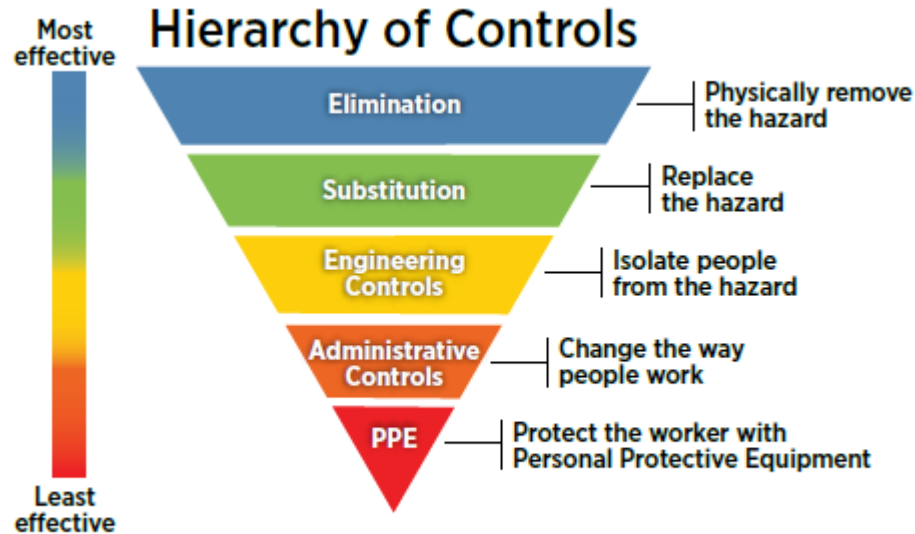 Hierarchy of Controls
Most
effective
Elimination
Physically remove
the hazard
Substitution
Replace
the hazard
Engineering
Controls
Isolate people
from the hazard
Administrative
Controls
Change the way
people work
PPE
Protect the worker with
Personal Protective Equipment
Least
effective